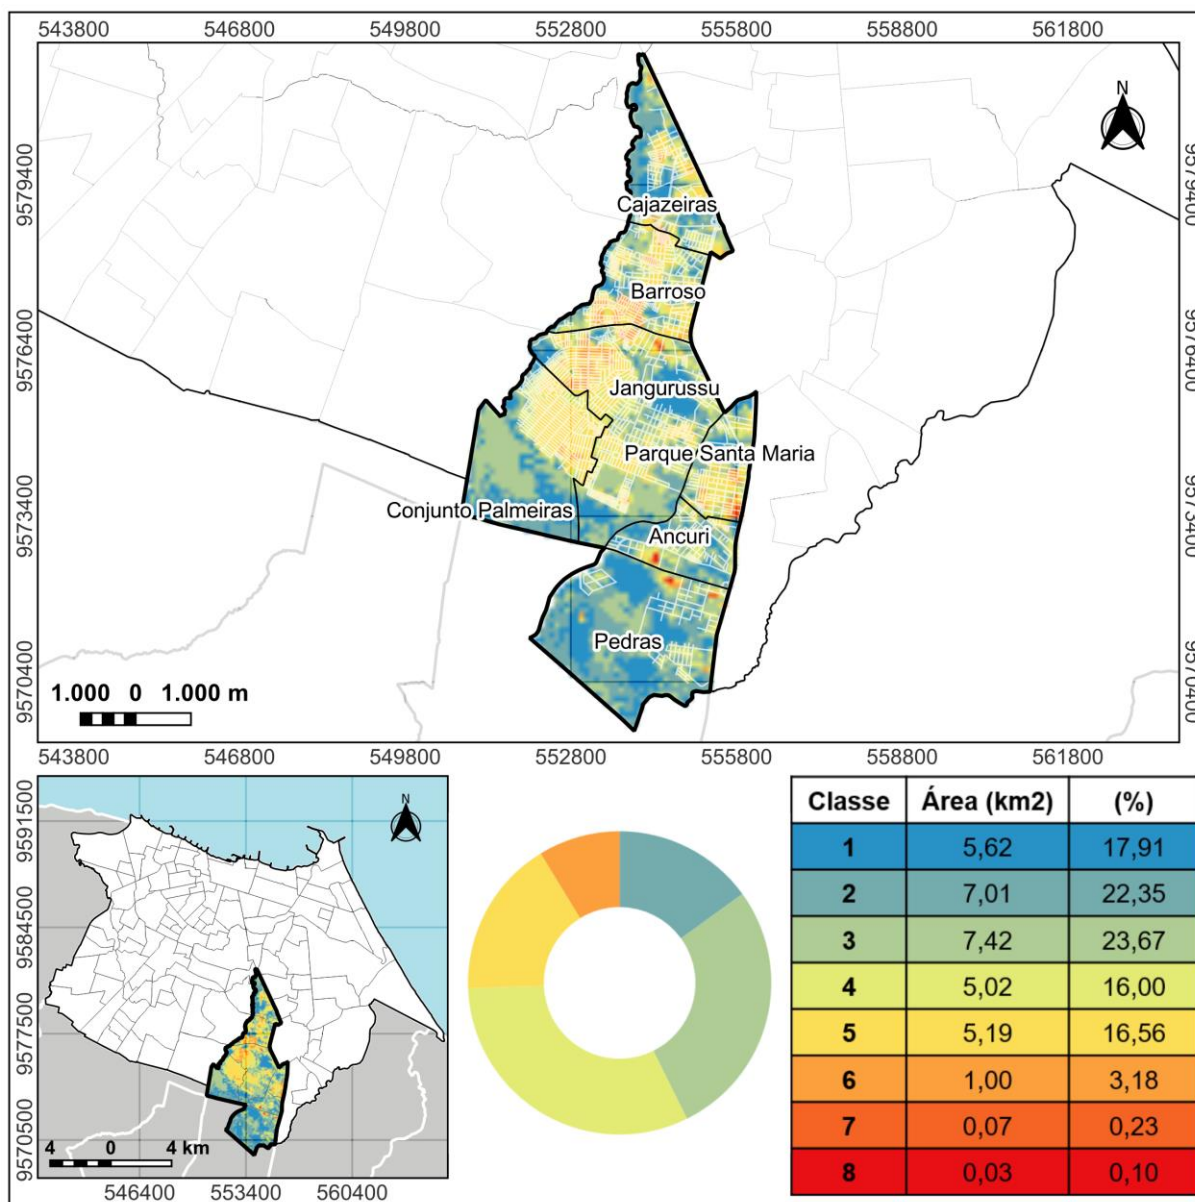 543800 546800 549800 552800 555800 558800 561800
N
9579400
9579400
Cajazeiras
Barroso
9576400
9576400
Jangurussu
Parque Santa Maria
9573400
9573400
Conjunto Palmeiras
Ancuri
Pedras
9570400
9570400
1.000 0 1.000 m
543800 546800 549800 552800 555800 558800 561800
N
9591500
9584500
9577500
9570500
4 0 4 km
546400 553400 560400
Classe Área (km2) (%)
1 5,62 17,91
2 7,01 22,35
3 7,42 23,67
4 5,02 16,00
5 5,19 16,56
6 1,00 3,18
7 0,07 0,23
8 0,03 0,10